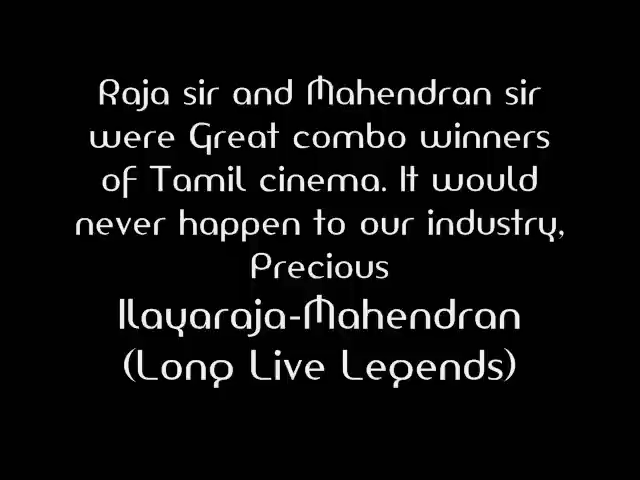 Raja sir and Mahendran sir
were Great combo winners
of Tamil cinema. It would
never happen to our industry,
Precious
Ilayaraja-Mahendran
(Long Live Legends)